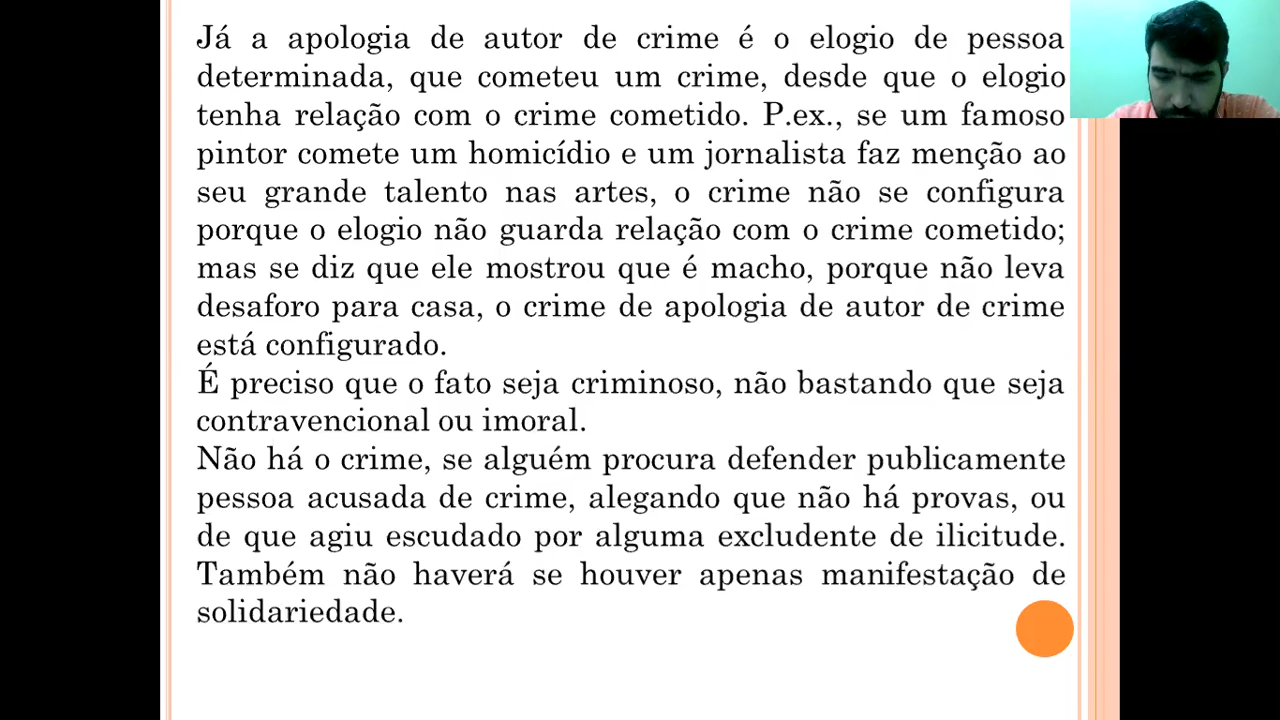 Já a apologia de autor de crime é o elogio de pessoa
determinada, que cometeu um crime, desde que o elogio
tenha relação com o crime cometido. P.ex., se um famoso
pintor comete um homicídio e um jornalista faz menção ao
seu grande talento nas artes, o crime não se configura
porque o elogio não guarda relação com o crime cometido;
mas se diz que ele mostrou que é macho, porque não leva
desaforo para casa, o crime de apologia de autor de crime
está configurado.
É preciso que o fato seja criminoso, não bastando que seja
contravencional ou imoral.
Não há o crime, se alguém procura defender publicamente
pessoa acusada de crime, alegando que não há provas, ou
de que agiu escudado por alguma excludente de ilicitude.
Também não haverá se houver apenas manifestação de
solidariedade.